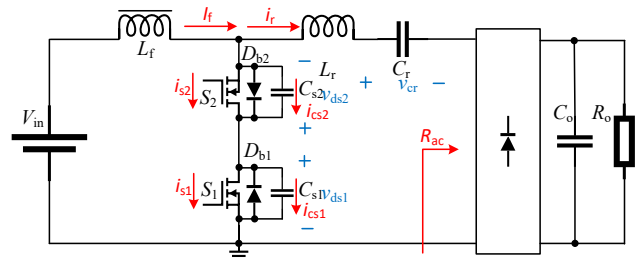 I_f i_r
L_f D_b2 L_r C_r
− + v_cr −
i_s2 S_2 C_s2 v_ds2
i_cs2
V_in + R_ac C_o R_o
D_b1 +
i_s1 S_1 C_s1 v_ds1
i_cs1
−